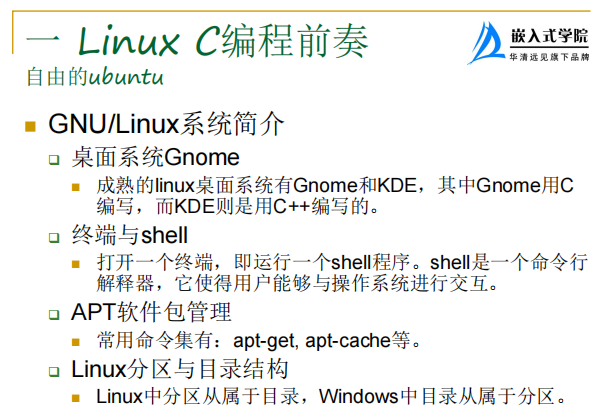 一 Linux C编程前奏
自由的ubuntu
嵌入式学院
华清远见旗下品牌
GNU/Linux系统简介
桌面系统Gnome
成熟的linux桌面系统有Gnome和KDE，其中Gnome用C
编写，而KDE则是用C++编写的。
终端与shell
打开一个终端，即运行一个shell程序。shell是一个命令行
解释器，它使得用户能够与操作系统进行交互。
APT软件包管理
常用命令集有：apt-get, apt-cache等。
Linux分区与目录结构
Linux中分区从属于目录，Windows中目录从属于分区。